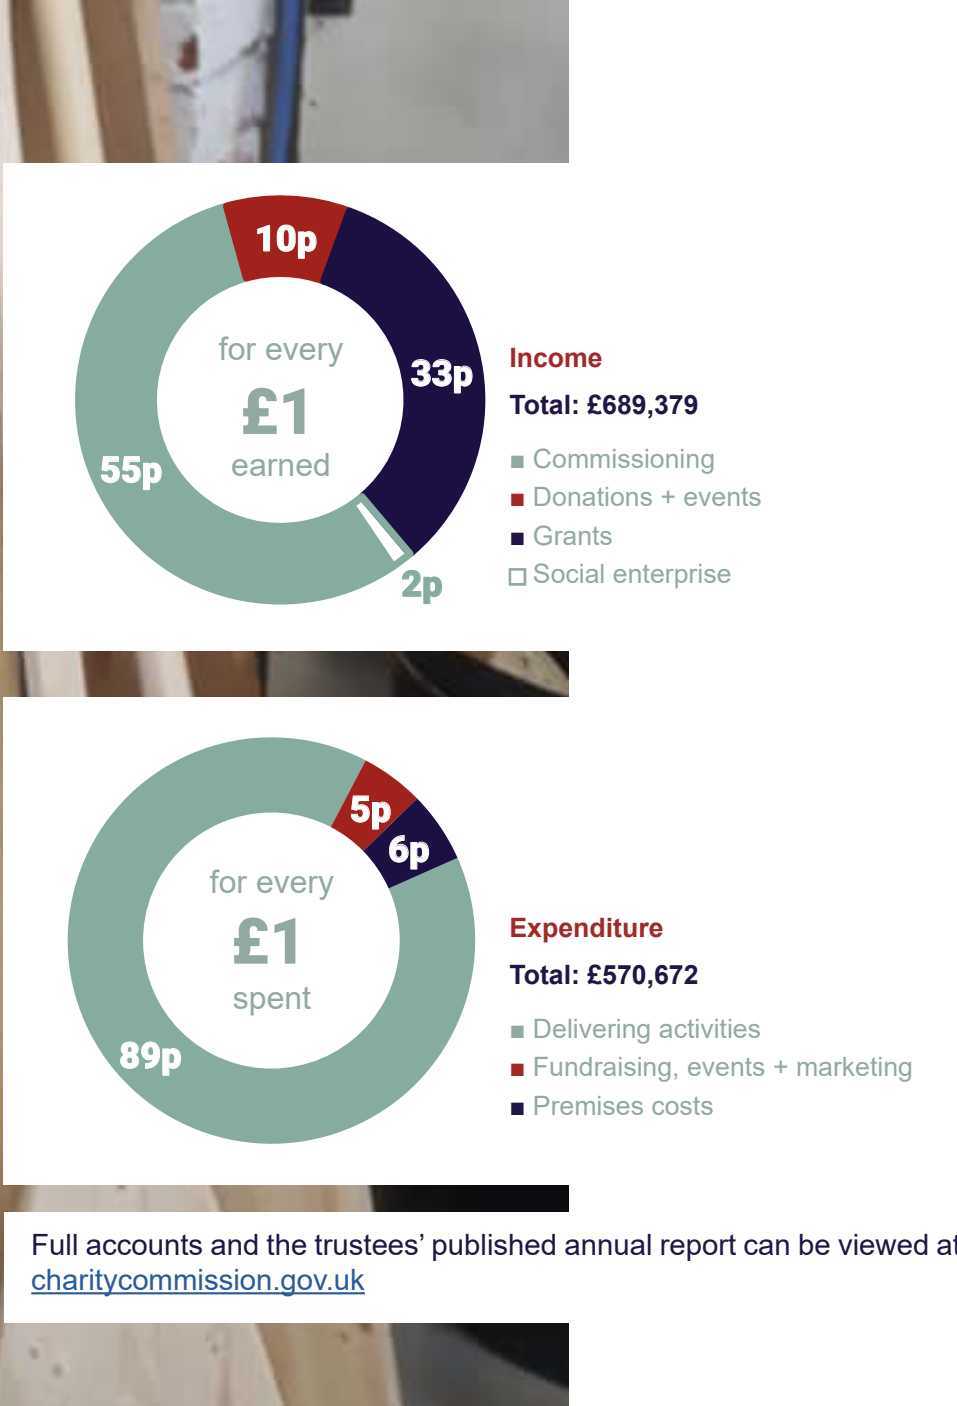 10p
33p
55p
2p
for every
£1
earned
Income
Total: £689,379
Commissioning
Donations + events
Grants
Social enterprise
5p
6p
89p
for every
£1
spent
Expenditure
Total: £570,672
Delivering activities
Fundraising, events + marketing
Premises costs
Full accounts and the trustees’ published annual report can be viewed at
charitycommission.gov.uk